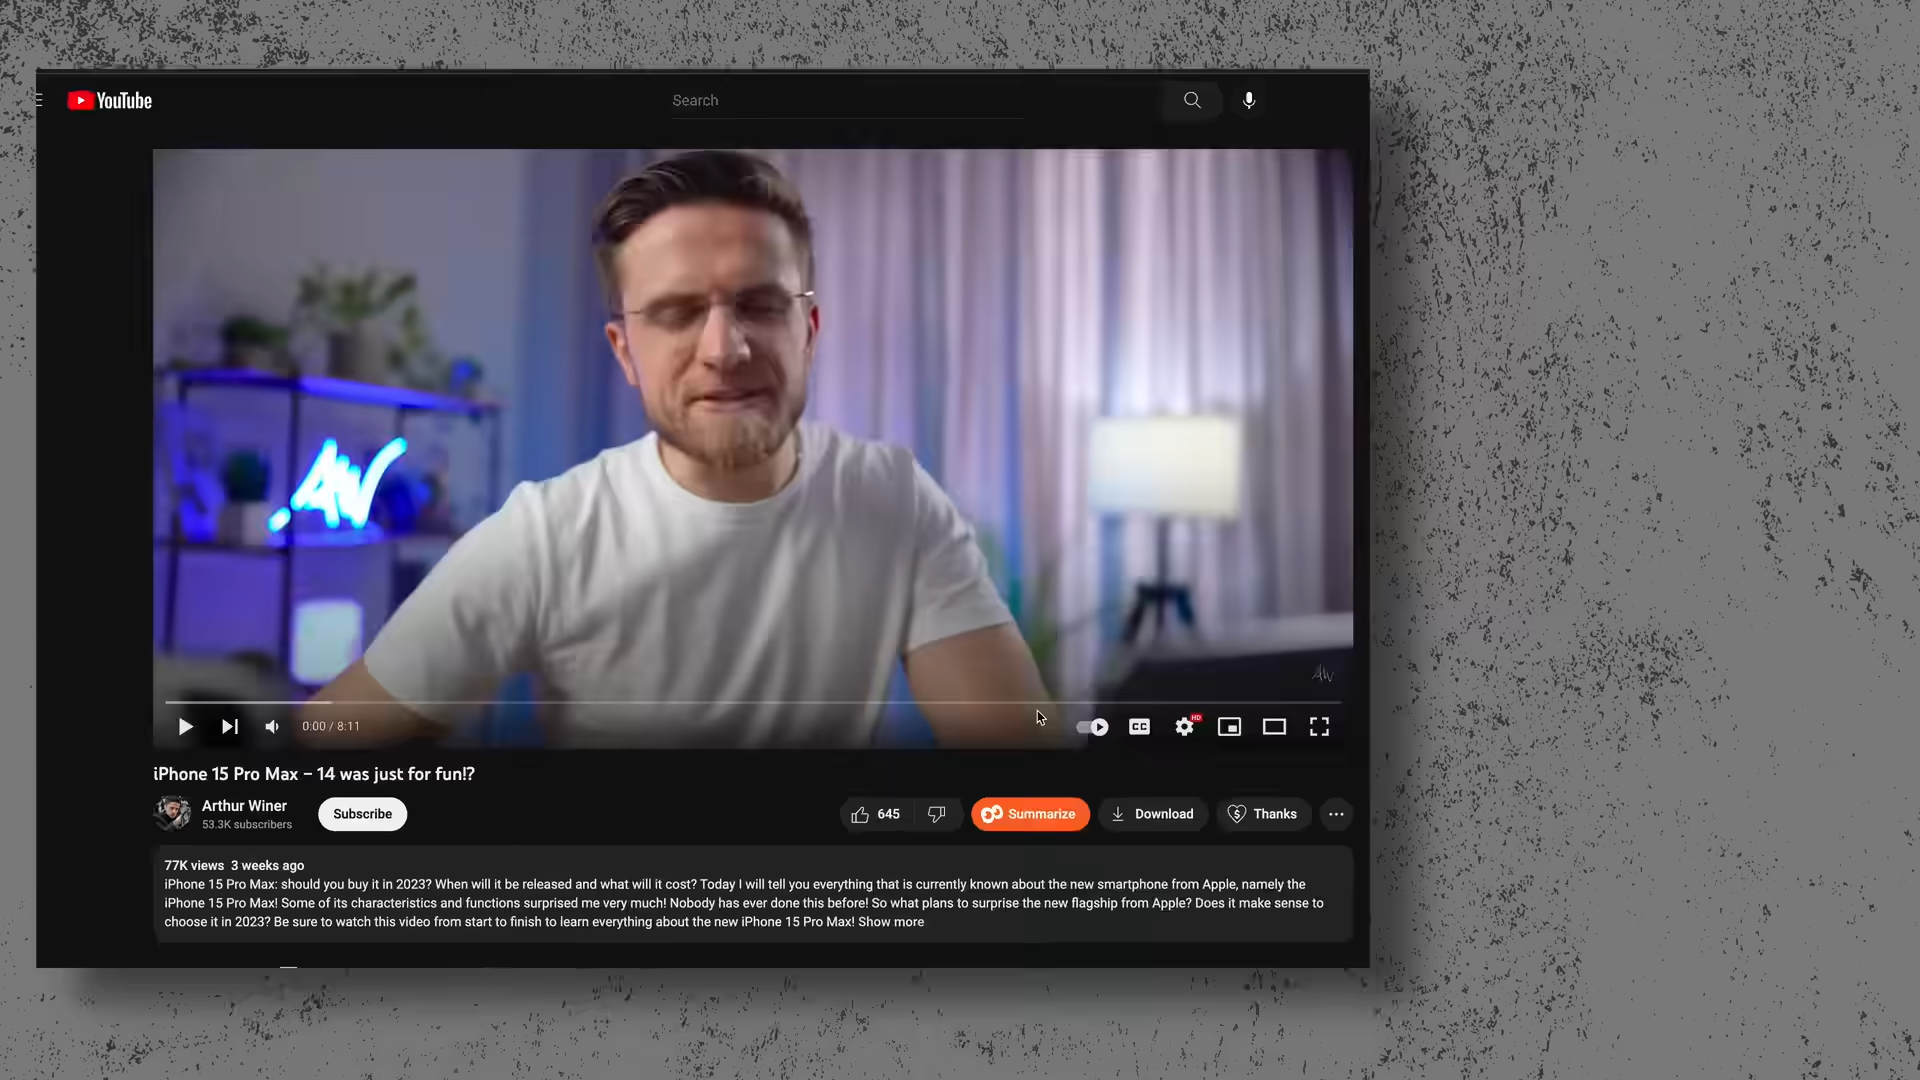 YouTube
Search
AW
AW
0:00 / 8:11
CC
HD
iPhone 15 Pro Max – 14 was just for fun!?
Arthur Winer
53.3K subscribers
Subscribe
645
Summarize
Download
$
Thanks
77K views 3 weeks ago
iPhone 15 Pro Max: should you buy it in 2023? When will it be released and what will it cost? Today I will tell you everything that is currently known about the new smartphone from Apple, namely the
iPhone 15 Pro Max! Some of its characteristics and functions surprised me very much! Nobody has ever done this before! So what plans to surprise the new flagship from Apple? Does it make sense to
choose it in 2023? Be sure to watch this video from start to finish to learn everything about the new iPhone 15 Pro Max! Show more